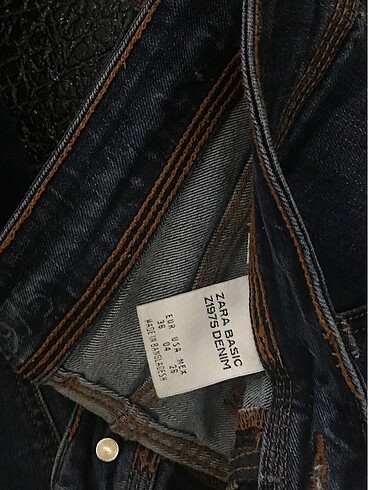 ZARA BASIC
Z1975 DENIM
EUR USA MEX
36 04 26
MADE IN BANGLADESH